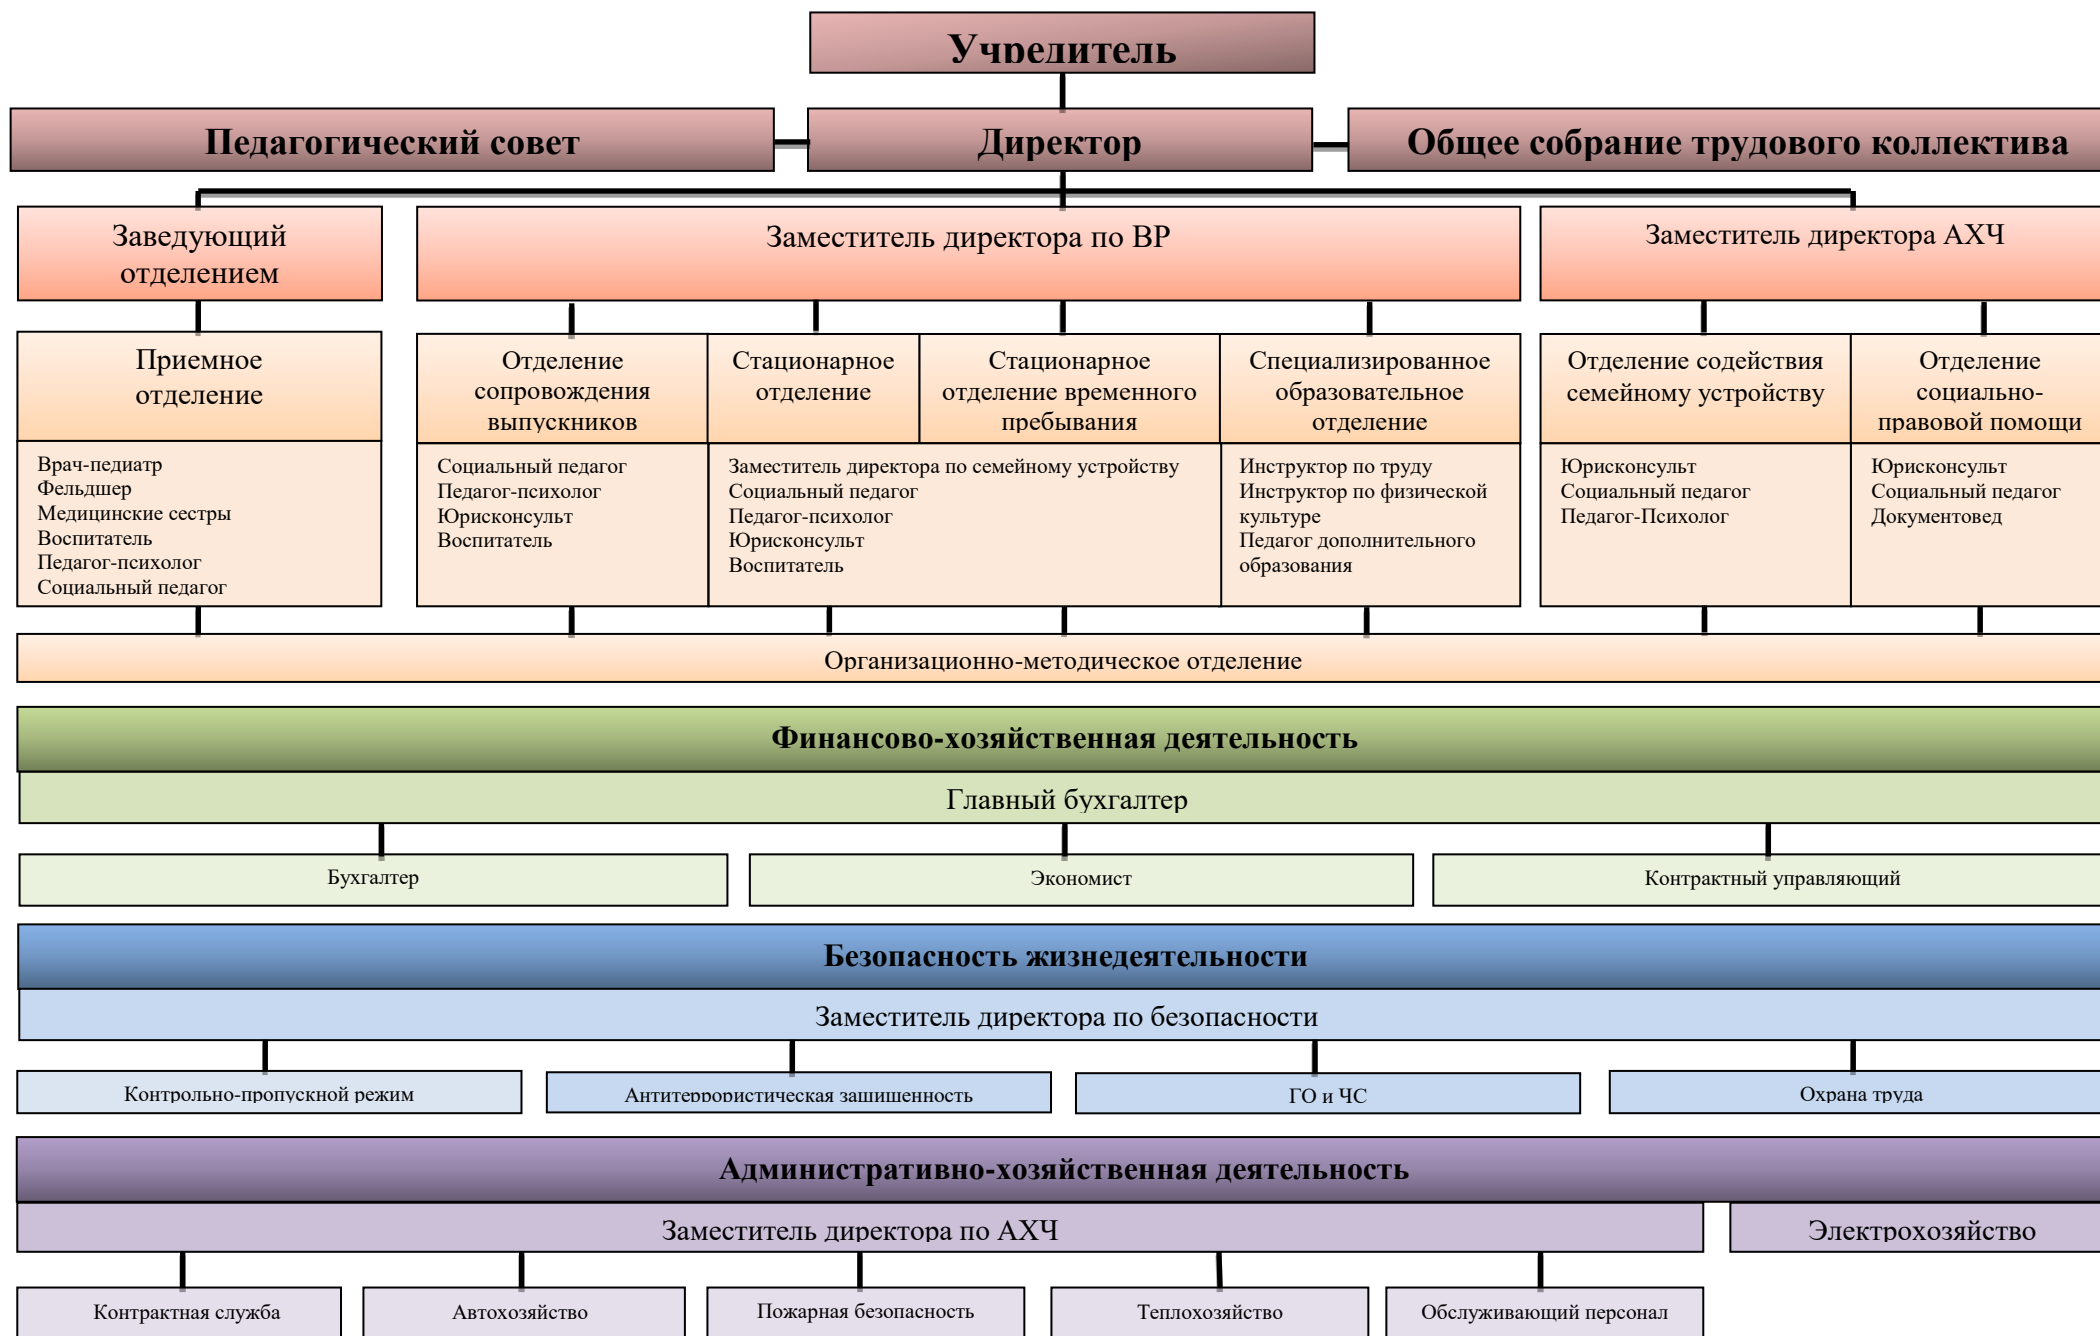 Учредитель
Педагогический совет
Директор
Общее собрание трудового коллектива
Заведующий
отделением
Заместитель директора по ВР
Заместитель директора АХЧ
Приемное
отделение
Отделение
сопровождения
выпускников
Стационарное
отделение
Стационарное
отделение временного
пребывания
Специализированное
образовательное
отделение
Отделение содействия
семейному устройству
Отделение
социально-
правовой помощи
Врач-педиатр
Фельдшер
Медицинские сестры
Воспитатель
Педагог-психолог
Социальный педагог
Социальный педагог
Педагог-психолог
Юрисконсульт
Воспитатель
Заместитель директора по семейному устройству
Социальный педагог
Педагог-психолог
Юрисконсульт
Воспитатель
Инструктор по труду
Инструктор по физической
культуре
Педагог дополнительного
образования
Юрисконсульт
Социальный педагог
Педагог-Психолог
Юрисконсульт
Социальный педагог
Документовед
Организационно-методическое отделение
Финансово-хозяйственная деятельность
Главный бухгалтер
Бухгалтер
Экономист
Контрактный управляющий
Безопасность жизнедеятельности
Заместитель директора по безопасности
Контрольно-пропускной режим
Антитеррористическая защищенность
ГО и ЧС
Охрана труда
Административно-хозяйственная деятельность
Заместитель директора по АХЧ
Электрохозяйство
Контрактная служба
Автохозяйство
Пожарная безопасность
Теплохозяйство
Обслуживающий персонал